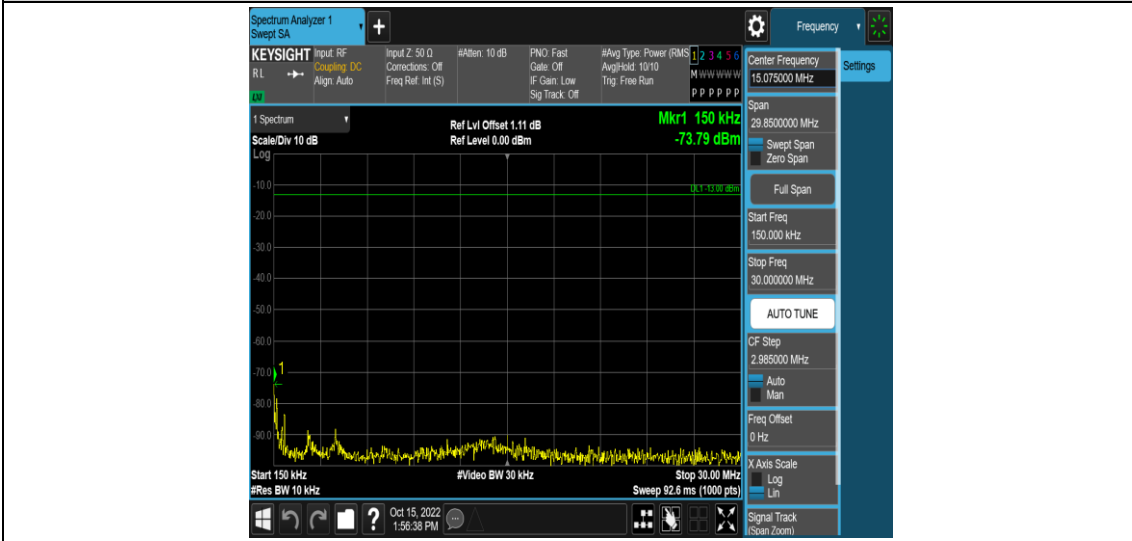 Spectrum Analyzer 1
Swept SA
+
Frequency
KEYSIGHT
RL
Input: RF
Coupling: DC
Align: Auto
Input Z: 50 Ω
Corrections: Off
Freq Ref: Int (S)
#Atten: 10 dB
PNO: Fast
Gate: Off
IF Gain: Low
Sig Track: Off
#Avg Type: Power (RMS
Avg|Hold: 10/10
Trig: Free Run
1 2 3 4 5 6
M W W W W W
P P P P P P
Settings
1 Spectrum
Scale/Div 10 dB
Ref Lvl Offset 1.11 dB
Ref Level 0.00 dBm
Mkr1 150 kHz
-73.79 dBm
Log
DL1 -13.00 dBm
-10.0
-20.0
-30.0
-40.0
-50.0
-60.0
-70.0
-80.0
-90.0
1
Start 150 kHz
#Res BW 10 kHz
#Video BW 30 kHz
Stop 30.00 MHz
Sweep 92.6 ms (1000 pts)
Center Frequency
15.075000 MHz
Span
29.8500000 MHz
Swept Span
Zero Span
Full Span
Start Freq
150.000 kHz
Stop Freq
30.000000 MHz
AUTO TUNE
CF Step
2.985000 MHz
Auto
Man
Freq Offset
0 Hz
X Axis Scale
Log
Lin
Signal Track
(Span Zoom)
?
Oct 15, 2022
1:56:38 PM